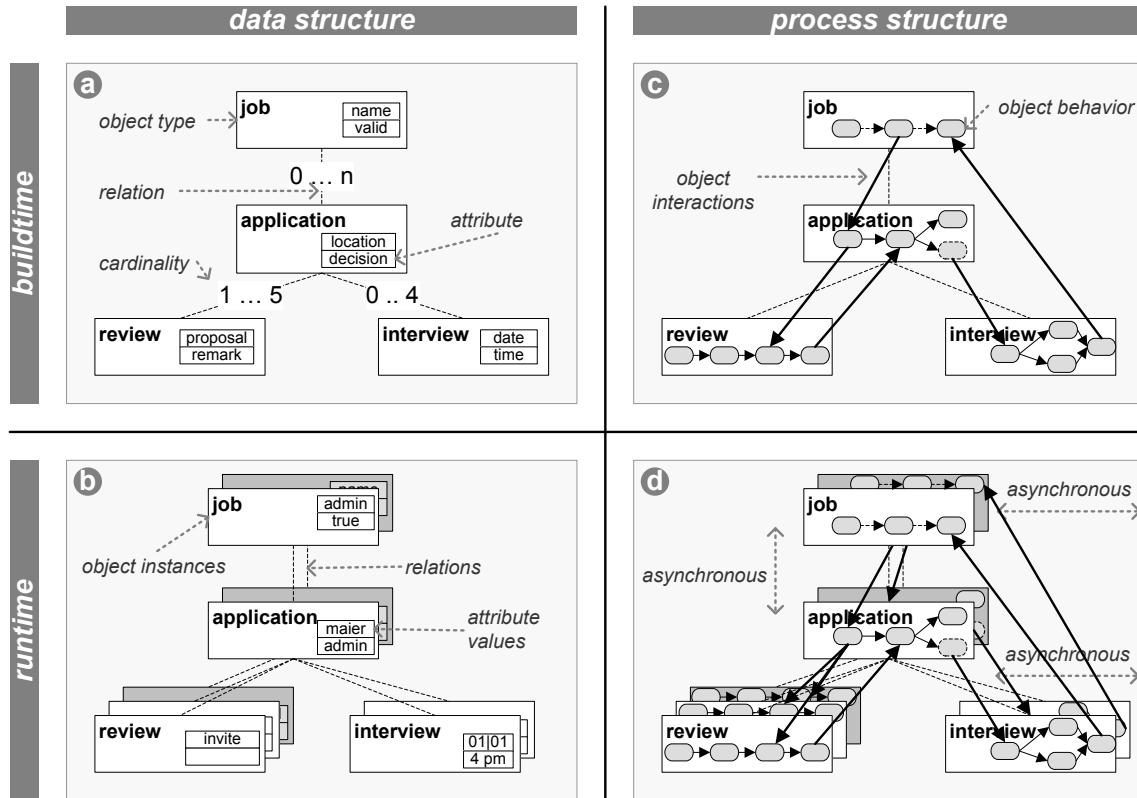 data structure
process structure
buildtime
runtime
a
job
name
valid
object type
0 ... n
relation
application
location
decision
attribute
cardinality
1 ... 5
0 .. 4
review
proposal
remark
interview
date
time
c
job
object behavior
object
interactions
application
review
interview
b
name
job
admin
true
object instances
relations
application
maier
admin
attribute
values
review
invite
interview
01|01
4 pm
d
job
asynchronous
asynchronous
application
asynchronous
review
interview